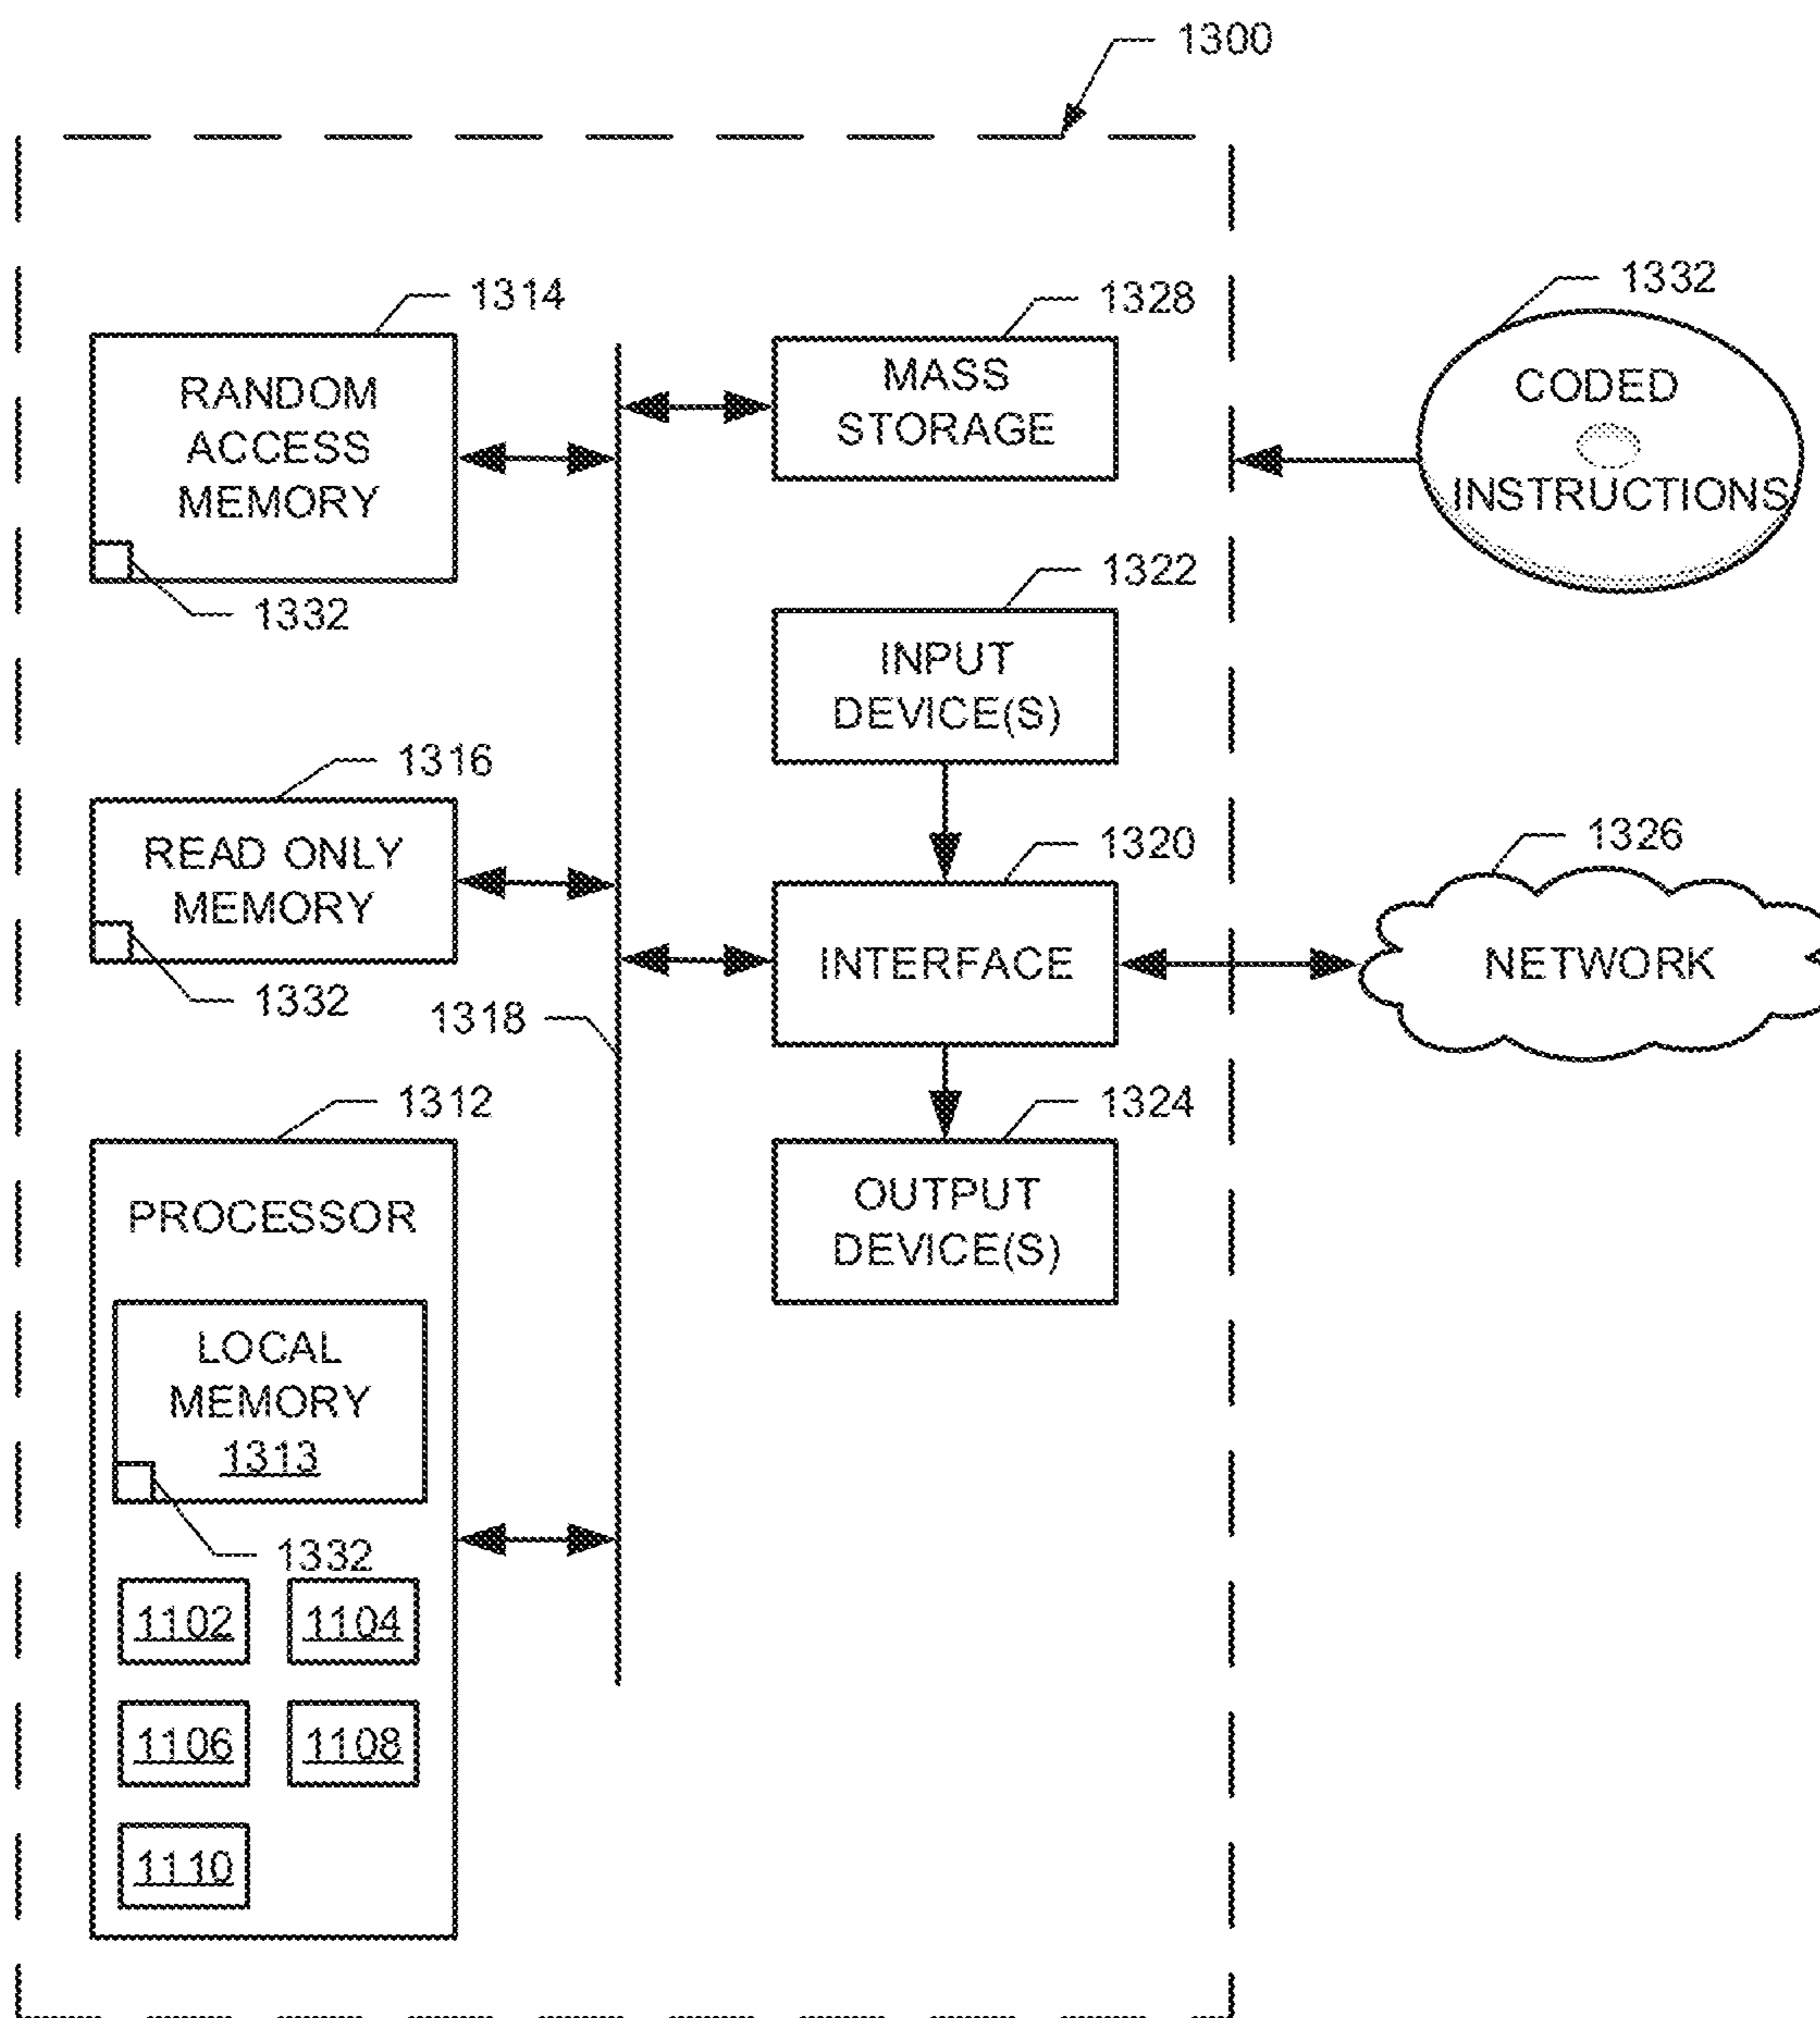 1300
1314
RANDOM
ACCESS
MEMORY
1332
1328
MASS
STORAGE
1332
CODED
INSTRUCTIONS
1322
INPUT
DEVICE(S)
1316
READ ONLY
MEMORY
1332
1318
1320
INTERFACE
1326
NETWORK
1312
PROCESSOR
LOCAL
MEMORY
1313
1332
1102
1104
1106
1108
1110
1324
OUTPUT
DEVICE(S)